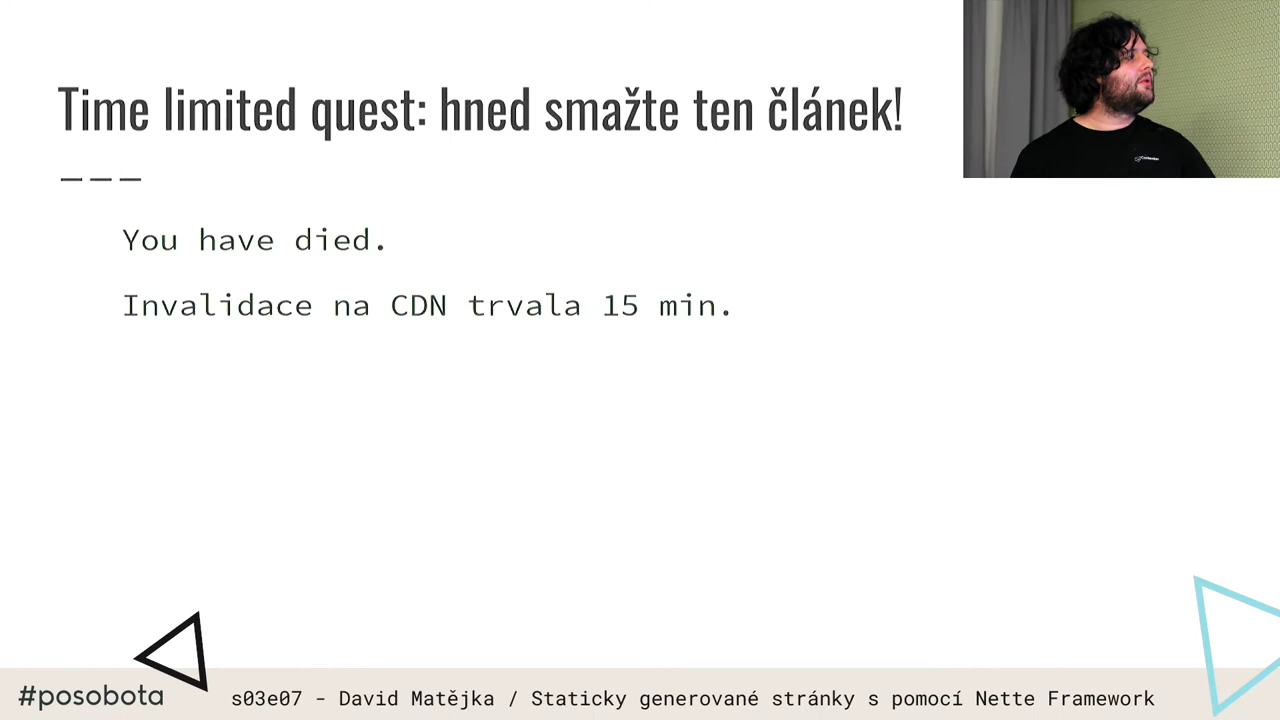 Time limited quest: hned smažte ten článek!
You have died.
Invalidace na CDN trvala 15 min.
#posobota
s03e07 - David Matějka / Staticky generované stránky s pomocí Nette Framework